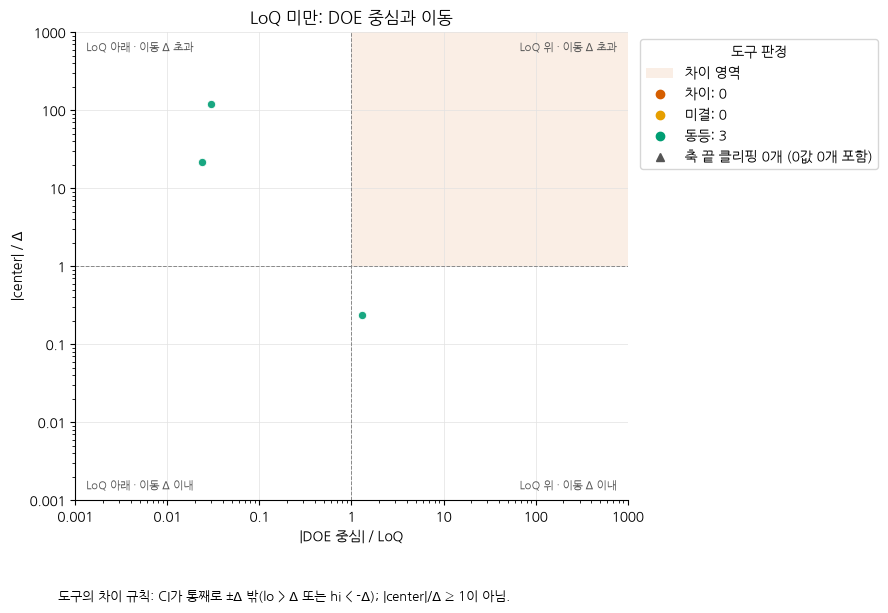 LoQ 미만: DOE 중심과 이동
LoQ 아래 · 이동 Δ 초과
LoQ 위 · 이동 Δ 초과
LoQ 아래 · 이동 Δ 이내
LoQ 위 · 이동 Δ 이내
1000
100
10
1
0.1
0.01
0.001
|center| / Δ
0.001
0.01
0.1
1
10
100
1000
|DOE 중심| / LoQ
도구 판정
차이 영역
차이: 0
미결: 0
동등: 3
축 끝 클리핑 0개 (0값 0개 포함)
도구의 차이 규칙: CI가 통째로 ±Δ 밖(lo > Δ 또는 hi < -Δ); |center|/Δ ≥ 1이 아님.